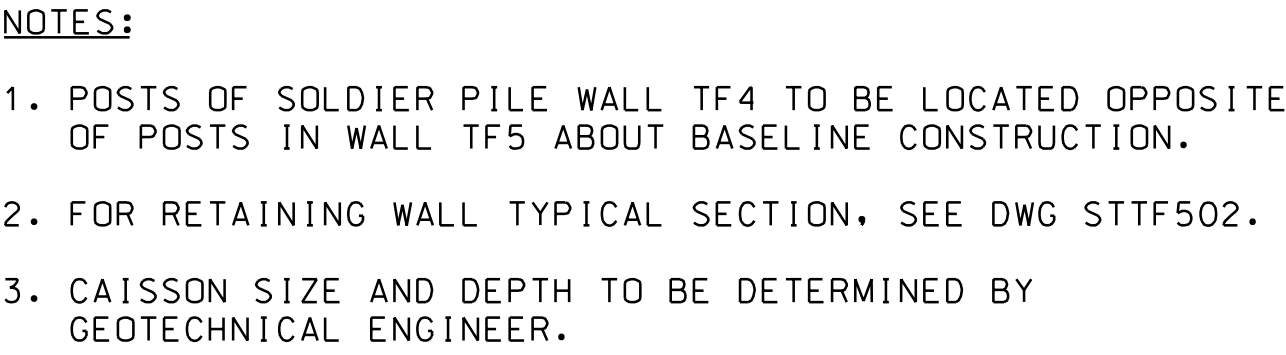 NOTES:
1. POSTS OF SOLDIER PILE WALL TF4 TO BE LOCATED OPPOSITE
OF POSTS IN WALL TF5 ABOUT BASELINE CONSTRUCTION.
2. FOR RETAINING WALL TYPICAL SECTION, SEE DWG STTF502.
3. CAISSON SIZE AND DEPTH TO BE DETERMINED BY
GEOTECHNICAL ENGINEER.